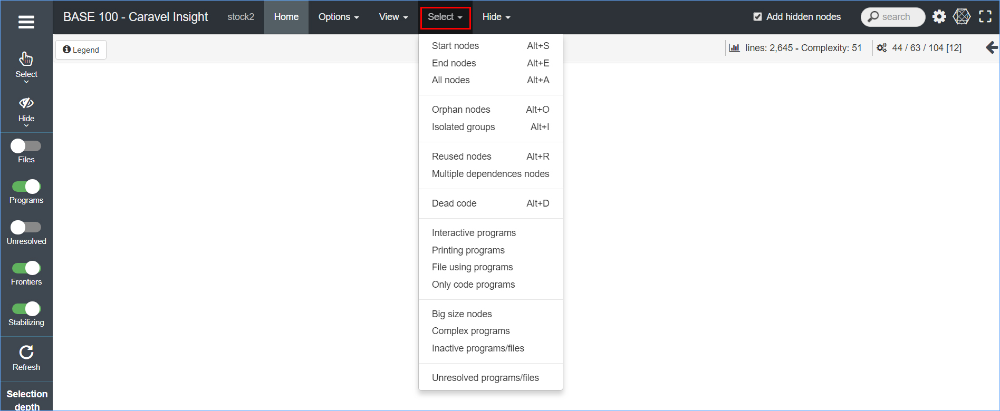 BASE 100 - Caravel Insight stock2 Home Options View Select Hide Add hidden nodes search
Legend
lines: 2,645 - Complexity: 51 44 / 63 / 104 [12]
Select
Hide
Files
Programs
Unresolved
Frontiers
Stabilizing
Refresh
Selection
depth
Start nodes Alt+S
End nodes Alt+E
All nodes Alt+A
Orphan nodes Alt+O
Isolated groups Alt+I
Reused nodes Alt+R
Multiple dependences nodes
Dead code Alt+D
Interactive programs
Printing programs
File using programs
Only code programs
Big size nodes
Complex programs
Inactive programs/files
Unresolved programs/files